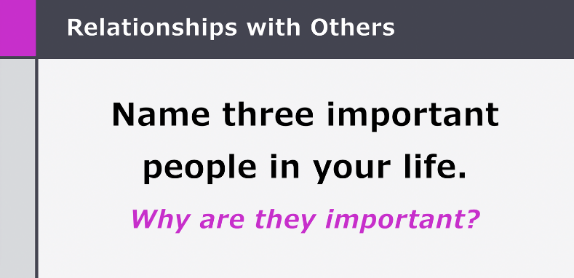 Relationships with Others
Name three important
people in your life.
Why are they important?